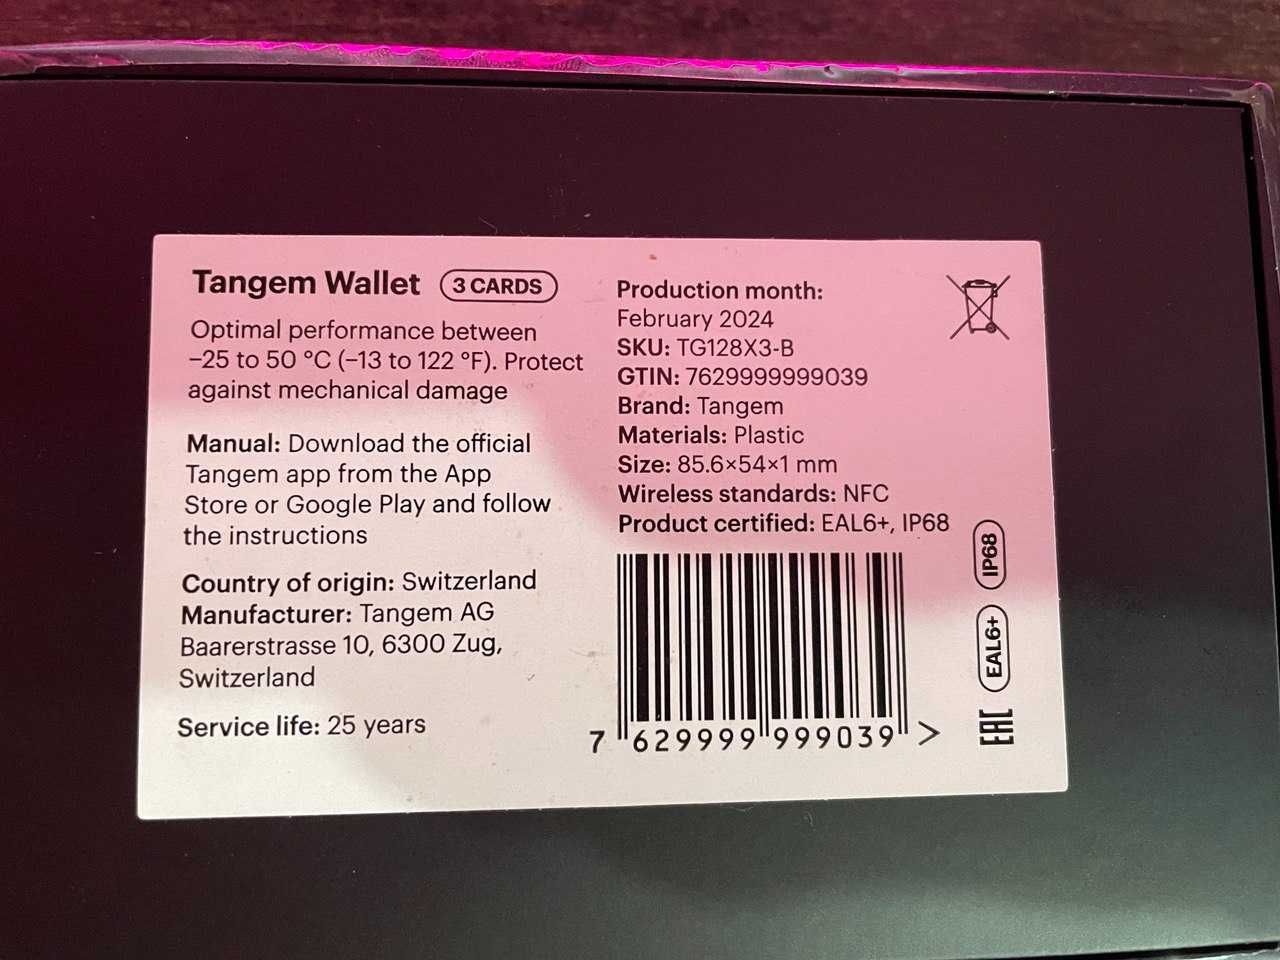 Tangem Wallet 3 CARDS
Optimal performance between
–25 to 50 °C (–13 to 122 °F). Protect
against mechanical damage
Manual: Download the official
Tangem app from the App
Store or Google Play and follow
the instructions
Country of origin: Switzerland
Manufacturer: Tangem AG
Baarerstrasse 10, 6300 Zug,
Switzerland
Service life: 25 years
Production month:
February 2024
SKU: TG128X3-B
GTIN: 7629999999039
Brand: Tangem
Materials: Plastic
Size: 85.6×54×1 mm
Wireless standards: NFC
Product certified: EAL6+, IP68
7 629999 999039 >
IP68
EAL6+
EAC